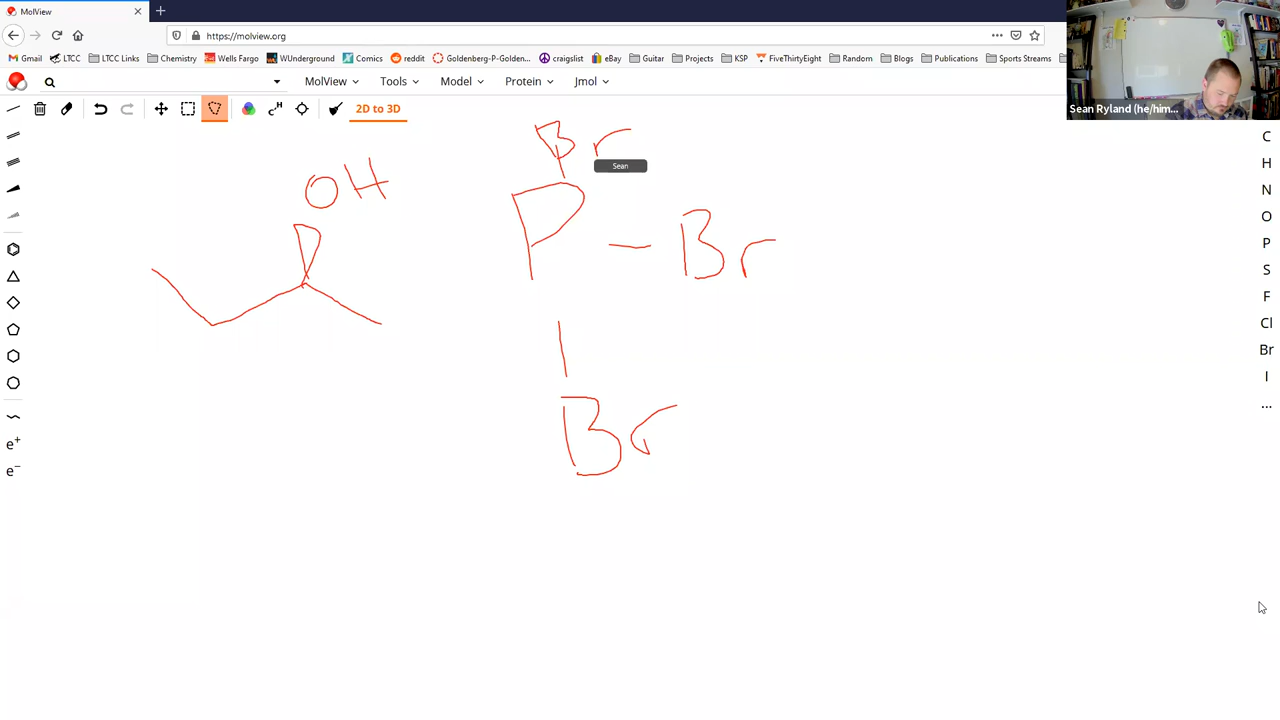 MolView
https://molview.org
Gmail LTCC LTCC Links Chemistry Wells Fargo WUnderground Comics reddit Goldenberg-P-Golden... craigslist eBay Guitar Projects KSP FiveThirtyEight Random Blogs Publications Sports Streams
MolView Tools Model Protein Jmol
2D to 3D
Sean Ryland (he/him...
C
H
N
O
P
S
F
Cl
Br
I
...
e+
e−
OH
Br
Sean
P – Br
Br